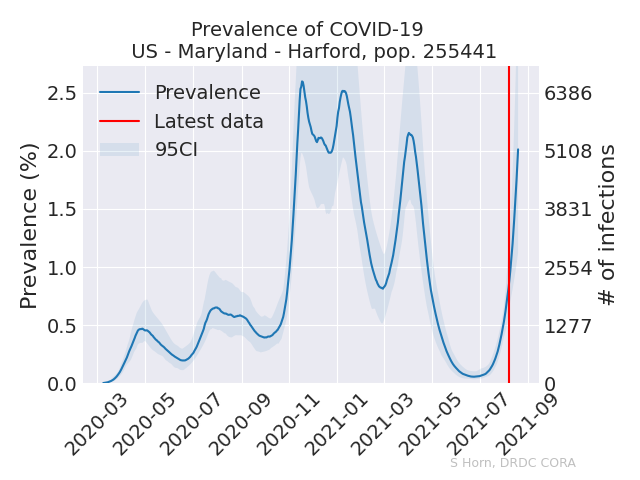 Prevalence of COVID-19
US - Maryland - Harford, pop. 255441
Prevalence
Latest data
95CI
Prevalence (%)
2.5
2.0
1.5
1.0
0.5
0.0
6386
5108
3831
2554
1277
0
# of infections
2020-03
2020-05
2020-07
2020-09
2020-11
2021-01
2021-03
2021-05
2021-07
2021-09
S Horn, DRDC CORA